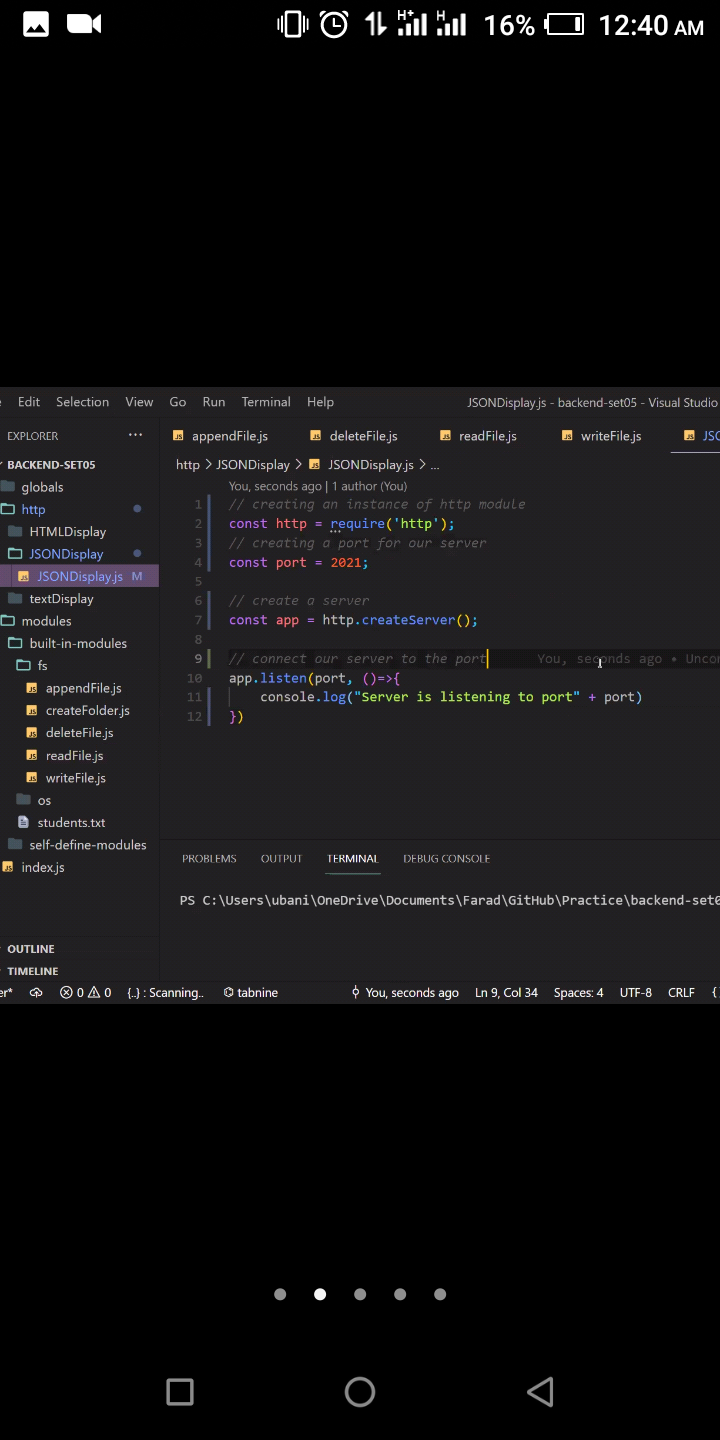 16% 12:40 AM
Edit Selection View Go Run Terminal Help JSONDisplay.js - backend-set05 - Visual Studio
EXPLORER ···
appendFile.js deleteFile.js readFile.js writeFile.js
BACKEND-SET05
globals
http
HTMLDisplay
JSONDisplay
JSONDisplay.js M
textDisplay
modules
built-in-modules
fs
appendFile.js
createFolder.js
deleteFile.js
readFile.js
writeFile.js
os
students.txt
self-define-modules
index.js
OUTLINE
TIMELINE
http > JSONDisplay > JSONDisplay.js > ...
You, seconds ago | 1 author (You)
1 // creating an instance of http module
2 const http = require('http');
3 // creating a port for our server
4 const port = 2021;
5
6 // create a server
7 const app = http.createServer();
8
9 // connect our server to the port You, seconds ago •
10 app.listen(port, ()=>{
11 console.log("Server is listening to port" + port)
12 })
PROBLEMS OUTPUT TERMINAL DEBUG CONSOLE
PS C:\Users\ubani\OneDrive\Documents\Farad\GitHub\Practice\backend-set0
0 0 {..} : Scanning.. tabnine You, seconds ago Ln 9, Col 34 Spaces: 4 UTF-8 CRLF